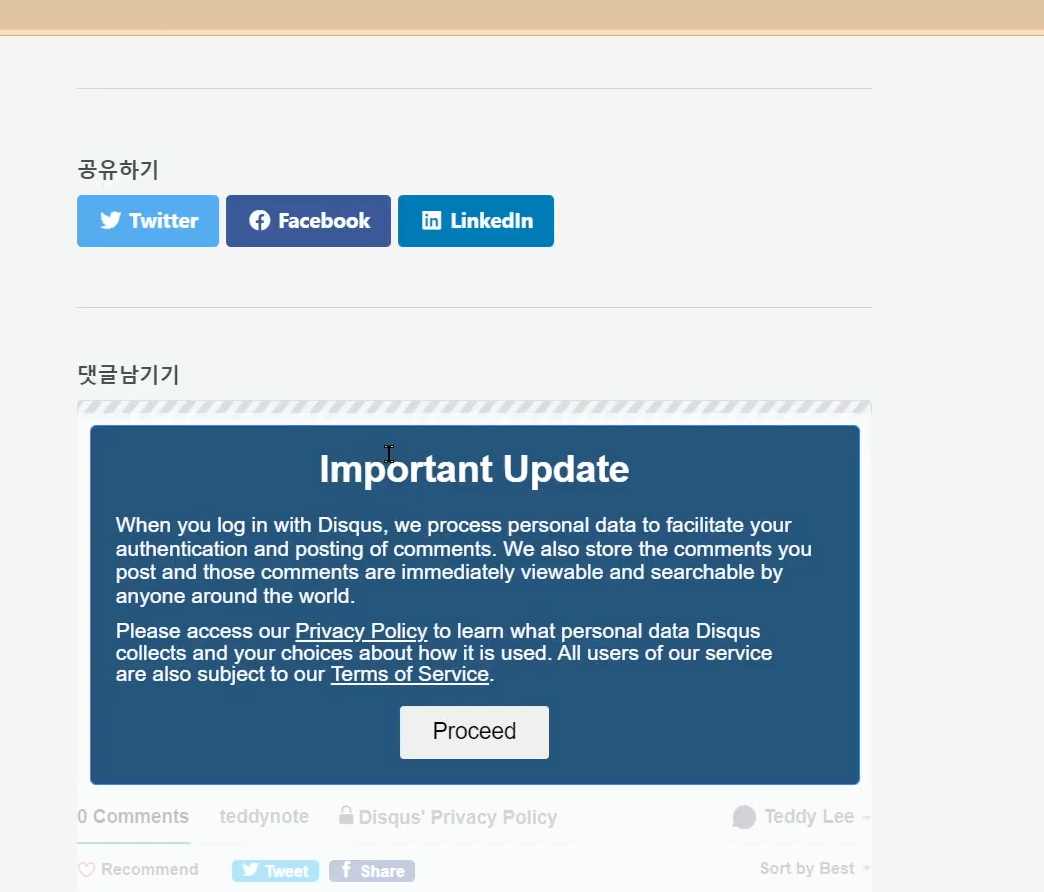 공유하기
Twitter Facebook LinkedIn
댓글남기기
Important Update
When you log in with Disqus, we process personal data to facilitate your
authentication and posting of comments. We also store the comments you
post and those comments are immediately viewable and searchable by
anyone around the world.
Please access our Privacy Policy to learn what personal data Disqus
collects and your choices about how it is used. All users of our service
are also subject to our Terms of Service.
Proceed
0 Comments teddynote Disqus' Privacy Policy Teddy Lee
Recommend Tweet Share Sort by Best